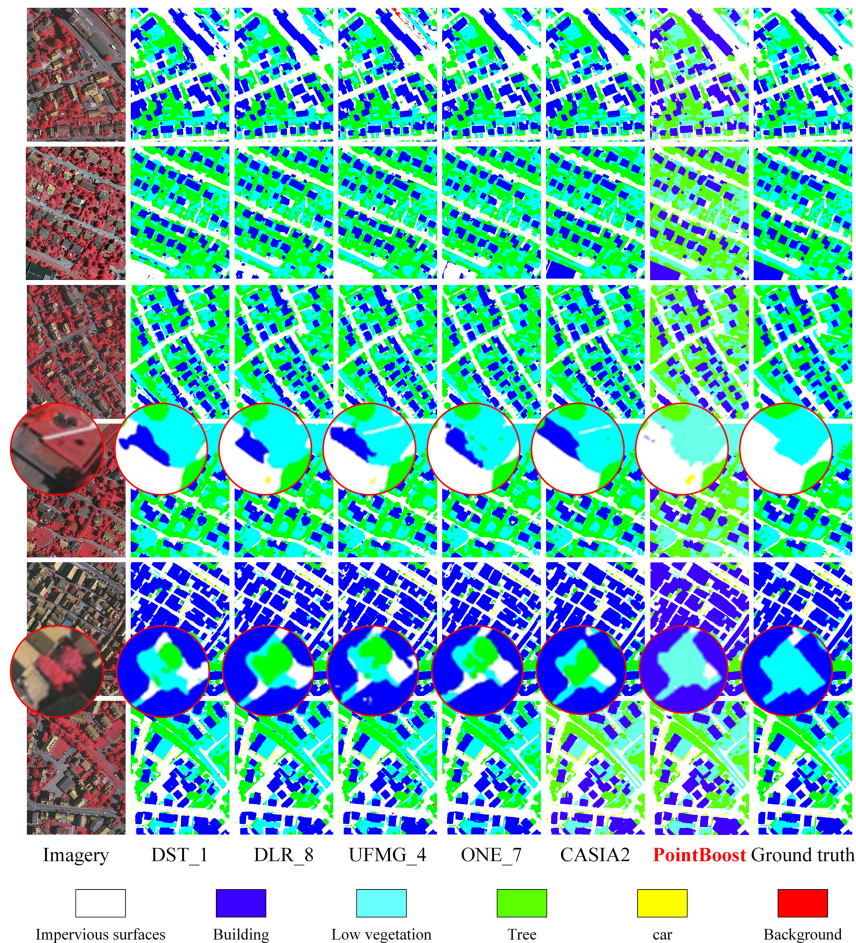 Imagery DST_1 DLR_8 UFMG_4 ONE_7 CASIA2 PointBoost Ground truth
Impervious surfaces Building Low vegetation Tree car Background